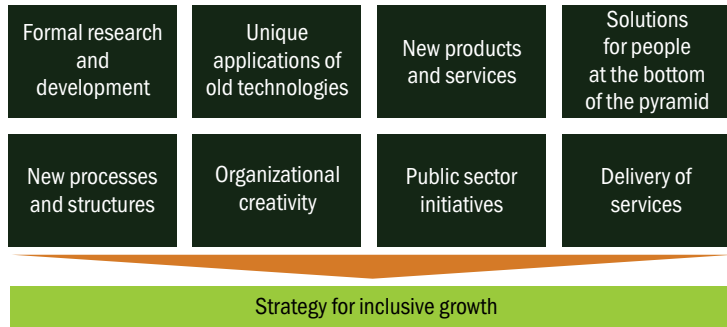 Formal research
and
development
Unique
applications of
old technologies
New products
and services
Solutions
for people
at the bottom
of the pyramid
New processes
and structures
Organizational
creativity
Public sector
initiatives
Delivery of
services
Strategy for inclusive growth